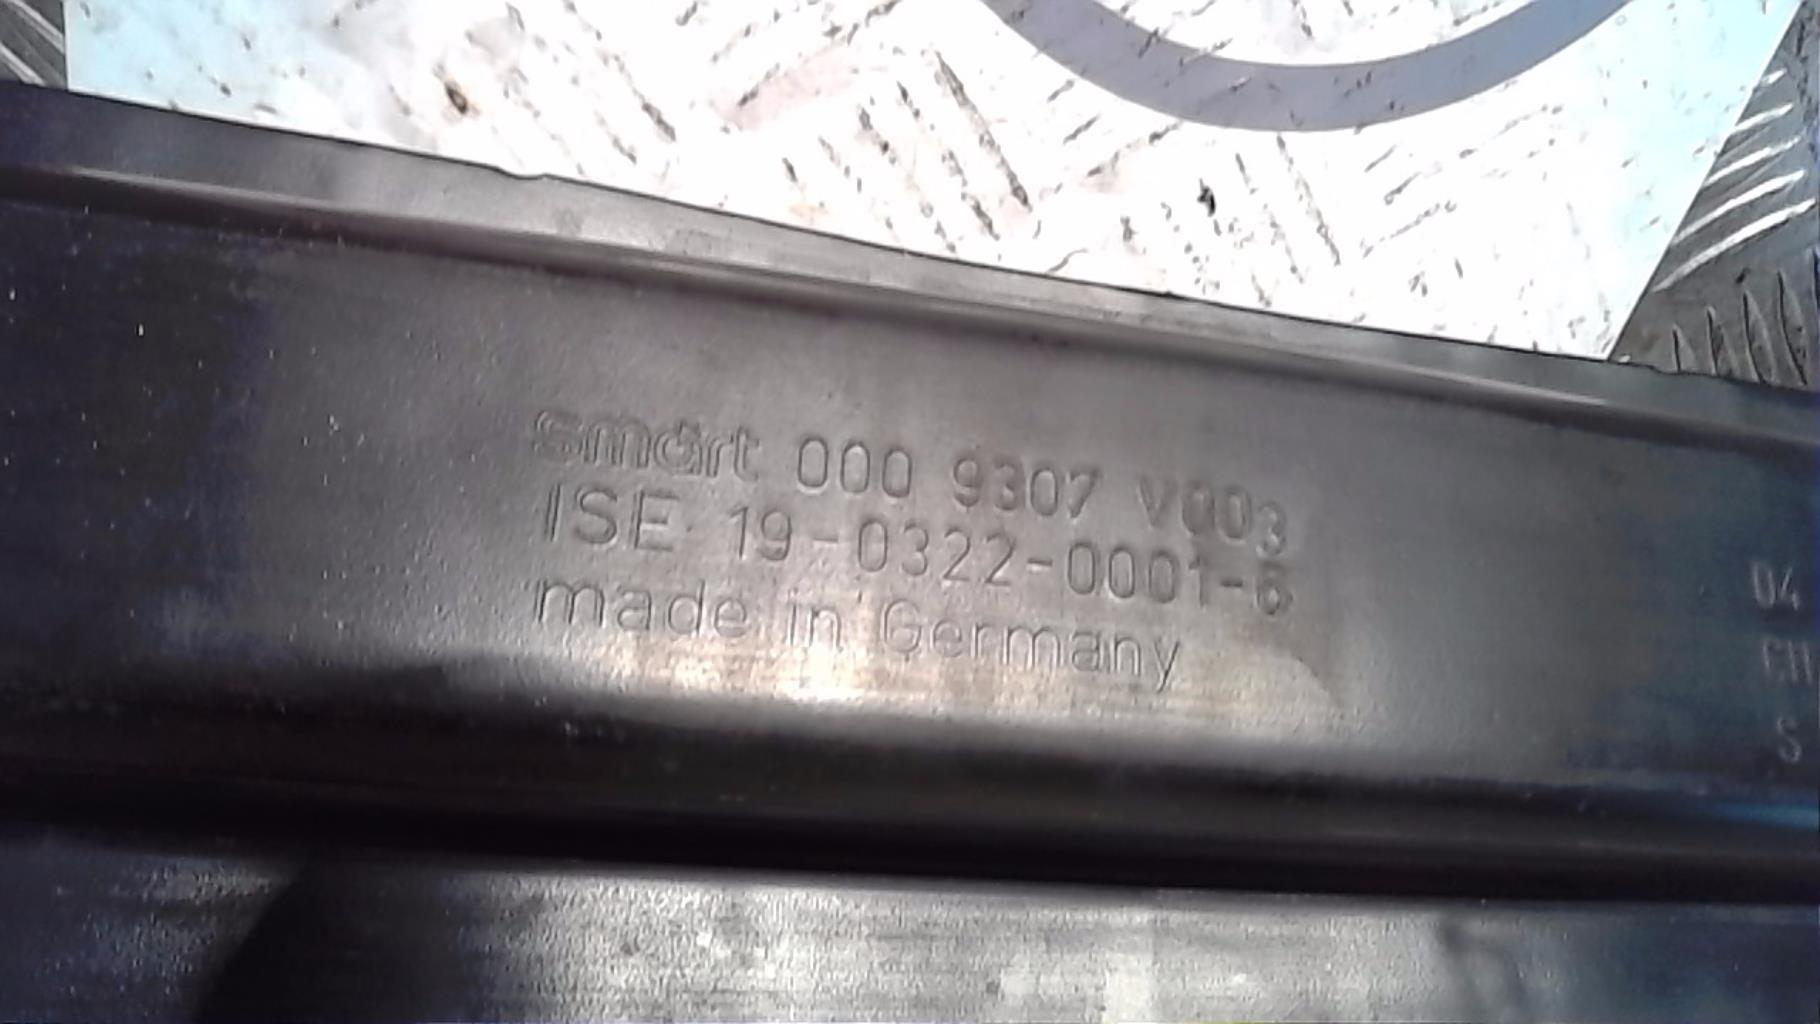 smart 000 9307 V003
ISE 19-0322-0001-6
made in Germany
04
S